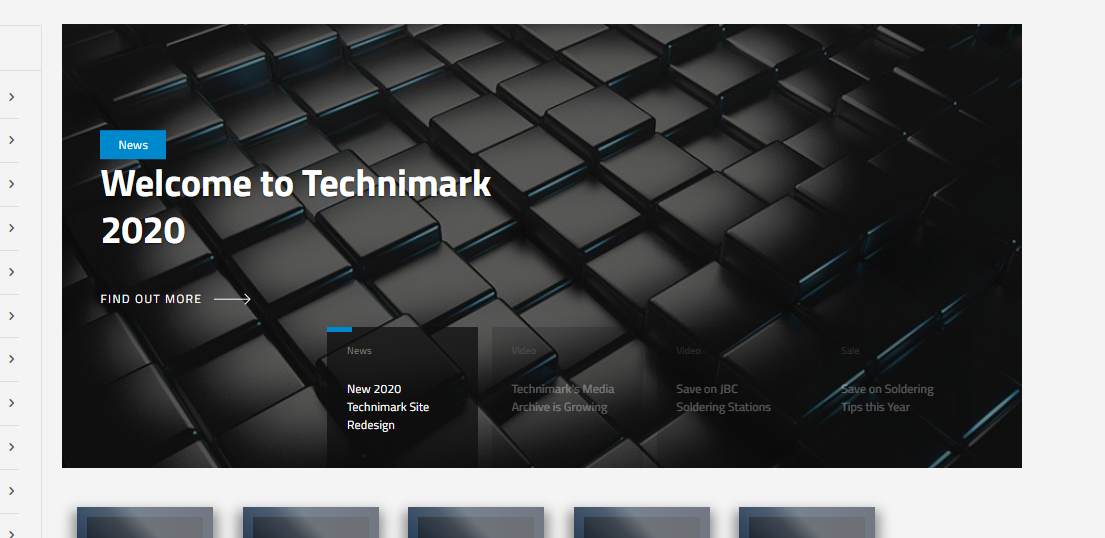 News
Welcome to Technimark
2020
FIND OUT MORE
News
New 2020
Technimark Site
Redesign
Video
Technimark's Media
Archive is Growing
Video
Save on JBC
Soldering Stations
Sale
Save on Soldering
Tips this Year